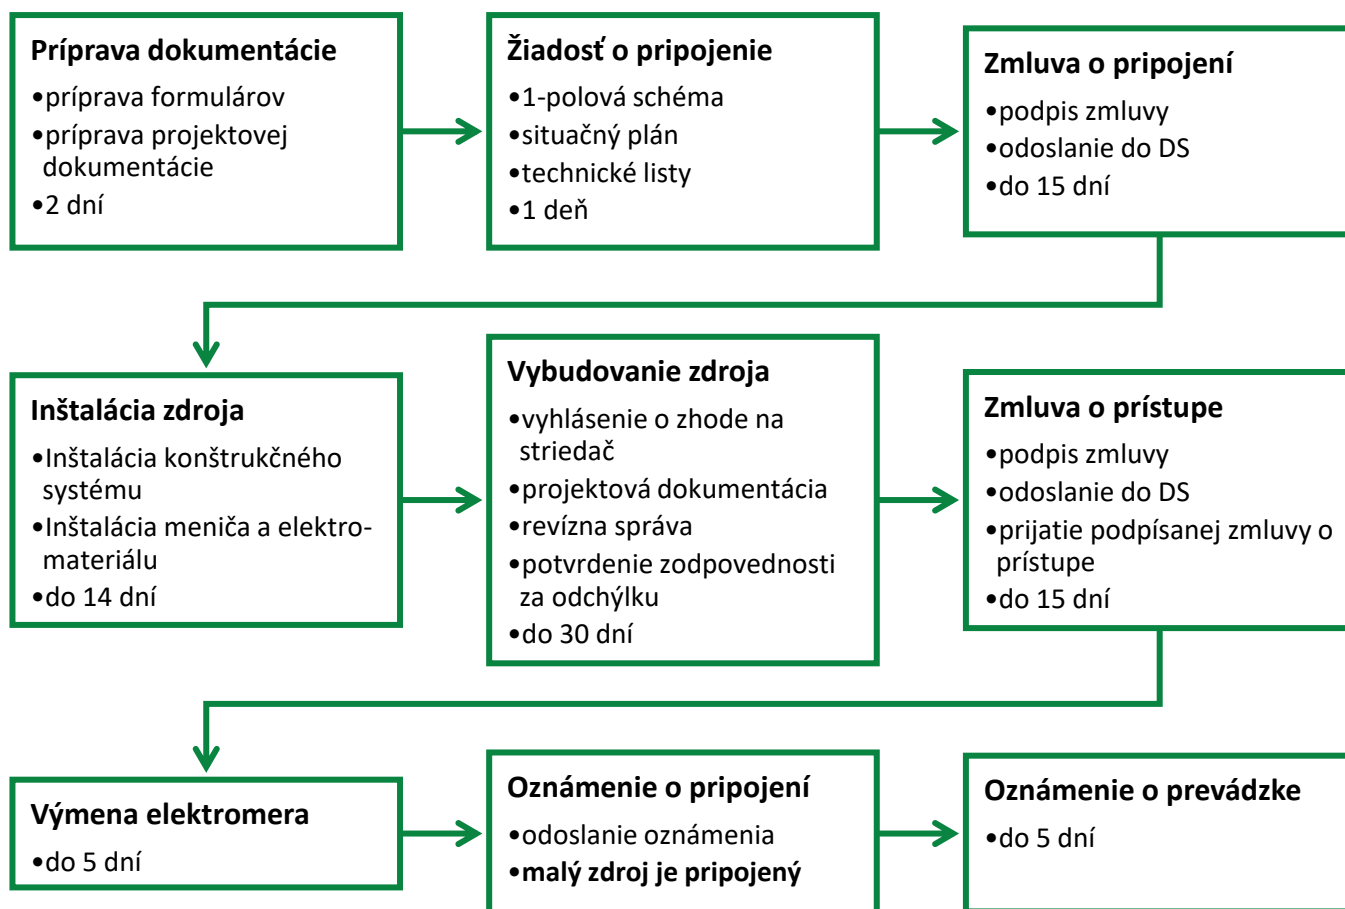 Príprava dokumentácie
•príprava formulárov
•príprava projektovej
dokumentácie
•2 dní
Žiadosť o pripojenie
•1-polová schéma
•situačný plán
•technické listy
•1 deň
Zmluva o pripojení
•podpis zmluvy
•odoslanie do DS
•do 15 dní
Inštalácia zdroja
•Inštalácia konštrukčného
systému
•Inštalácia meniča a elektro-
materiálu
•do 14 dní
Vybudovanie zdroja
•vyhlásenie o zhode na
striedač
•projektová dokumentácia
•revízna správa
•potvrdenie zodpovednosti
za odchýlku
•do 30 dní
Zmluva o prístupe
•podpis zmluvy
•odoslanie do DS
•prijatie podpísanej zmluvy o
prístupe
•do 15 dní
Výmena elektromera
•do 5 dní
Oznámenie o pripojení
•odoslanie oznámenia
•malý zdroj je pripojený
Oznámenie o prevádzke
•do 5 dní